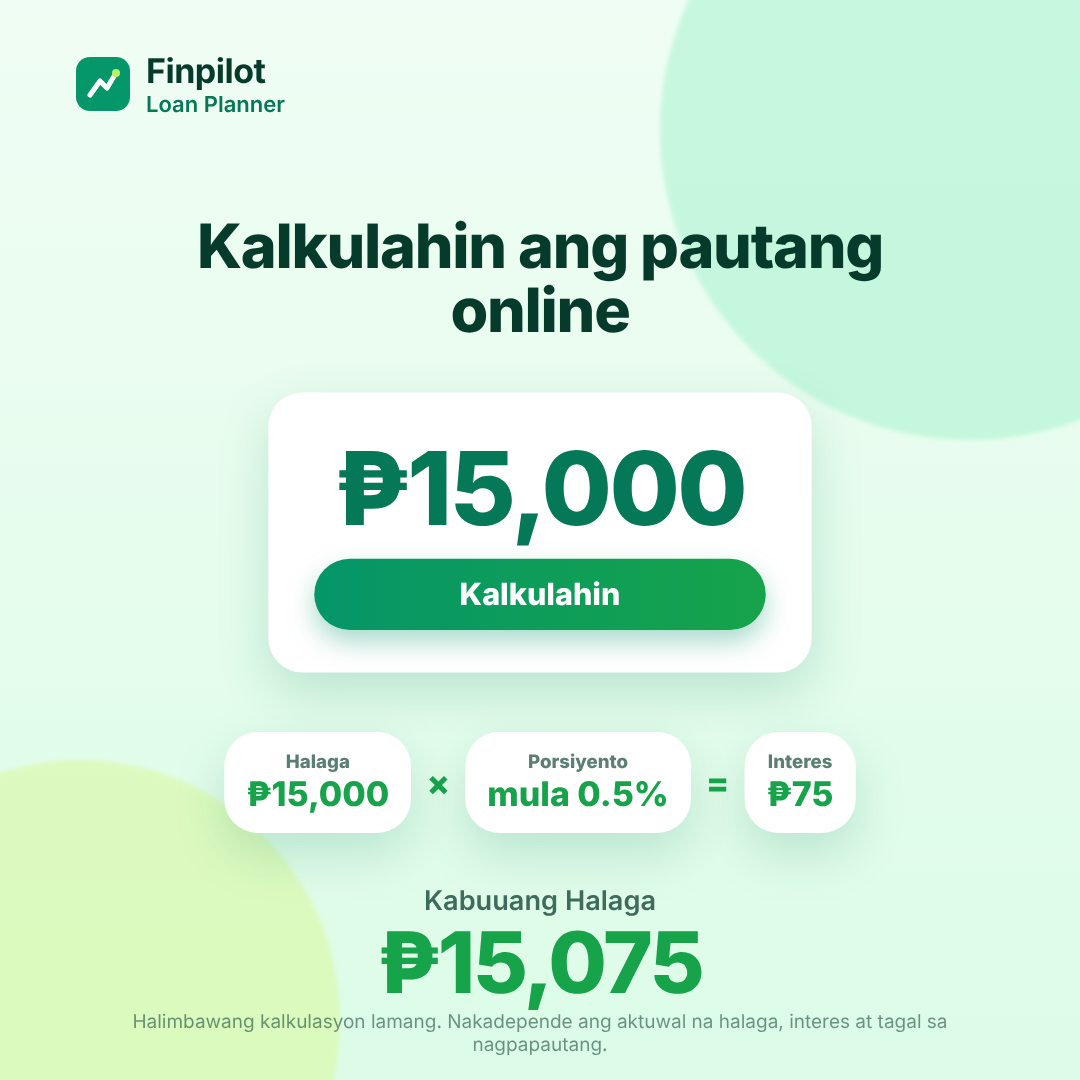 Finpilot
Loan Planner
Kalkulahin ang pautang
online
₱15,000
Kalkulahin
Halaga
₱15,000
×
Porsiyento
mula 0.5%
=
Interes
₱75
Kabuuang Halaga
₱15,075
Halimbawang kalkulasyon lamang. Nakadepende ang aktuwal na halaga, interes at tagal sa
nagpapautang.